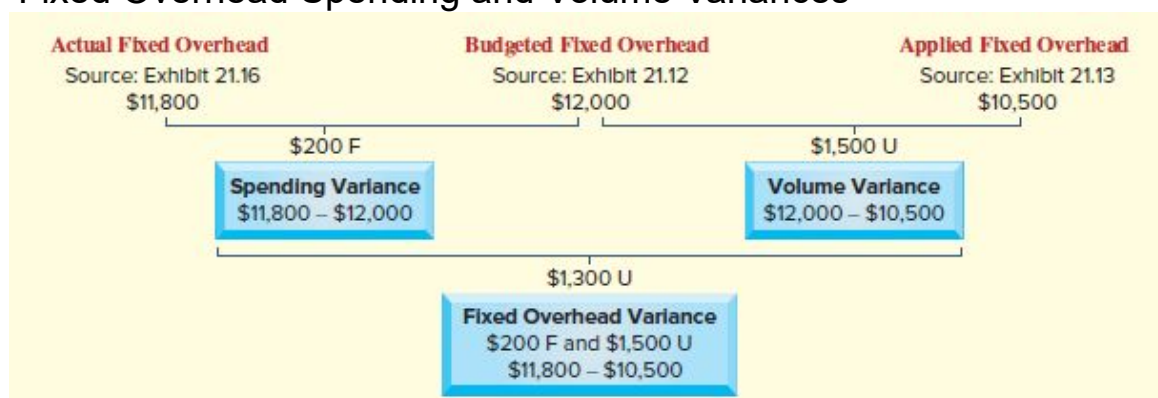 Fixed Overhead Spending and Volume Variances
Actual Fixed Overhead
Source: Exhibit 21.16
$11,800
Budgeted Fixed Overhead
Source: Exhibit 21.12
$12,000
Applied Fixed Overhead
Source: Exhibit 21.13
$10,500
$200 F
Spending Variance
$11,800 – $12,000
$1,500 U
Volume Variance
$12,000 – $10,500
$1,300 U
Fixed Overhead Variance
$200 F and $1,500 U
$11,800 – $10,500